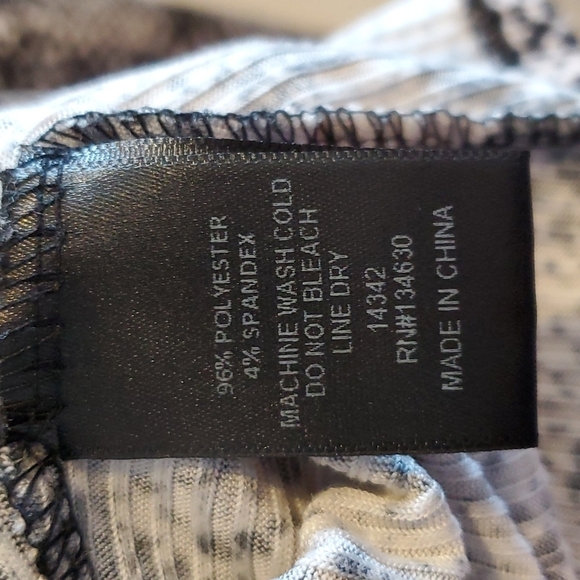 96% POLYESTER
4% SPANDEX
MACHINE WASH COLD
DO NOT BLEACH
LINE DRY
14342
RN#134630
MADE IN CHINA